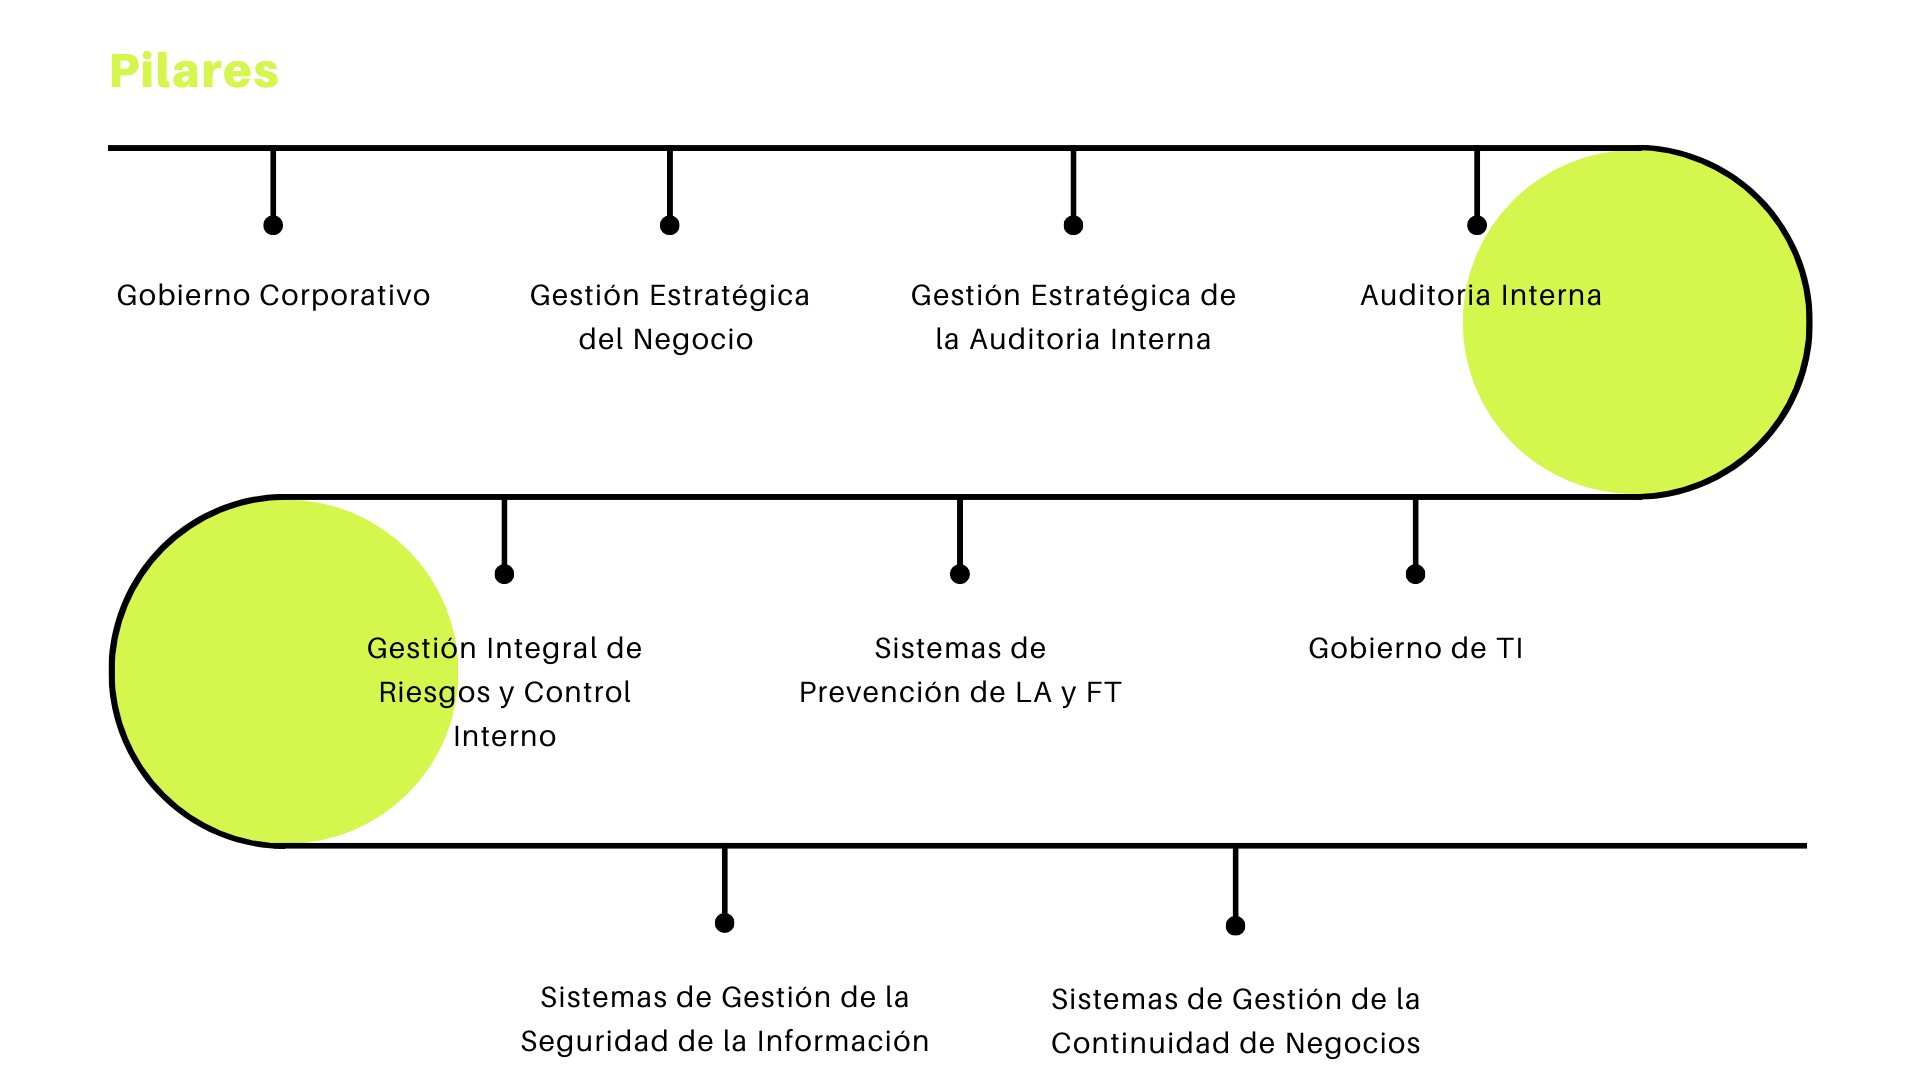 Pilares
Gobierno Corporativo
Gestión Estratégica
del Negocio
Gestión Estratégica de
la Auditoria Interna
Auditoria Interna
Gestión Integral de
Riesgos y Control
Interno
Sistemas de
Prevención de LA y FT
Gobierno de TI
Sistemas de Gestión de la
Seguridad de la Información
Sistemas de Gestión de la
Continuidad de Negocios